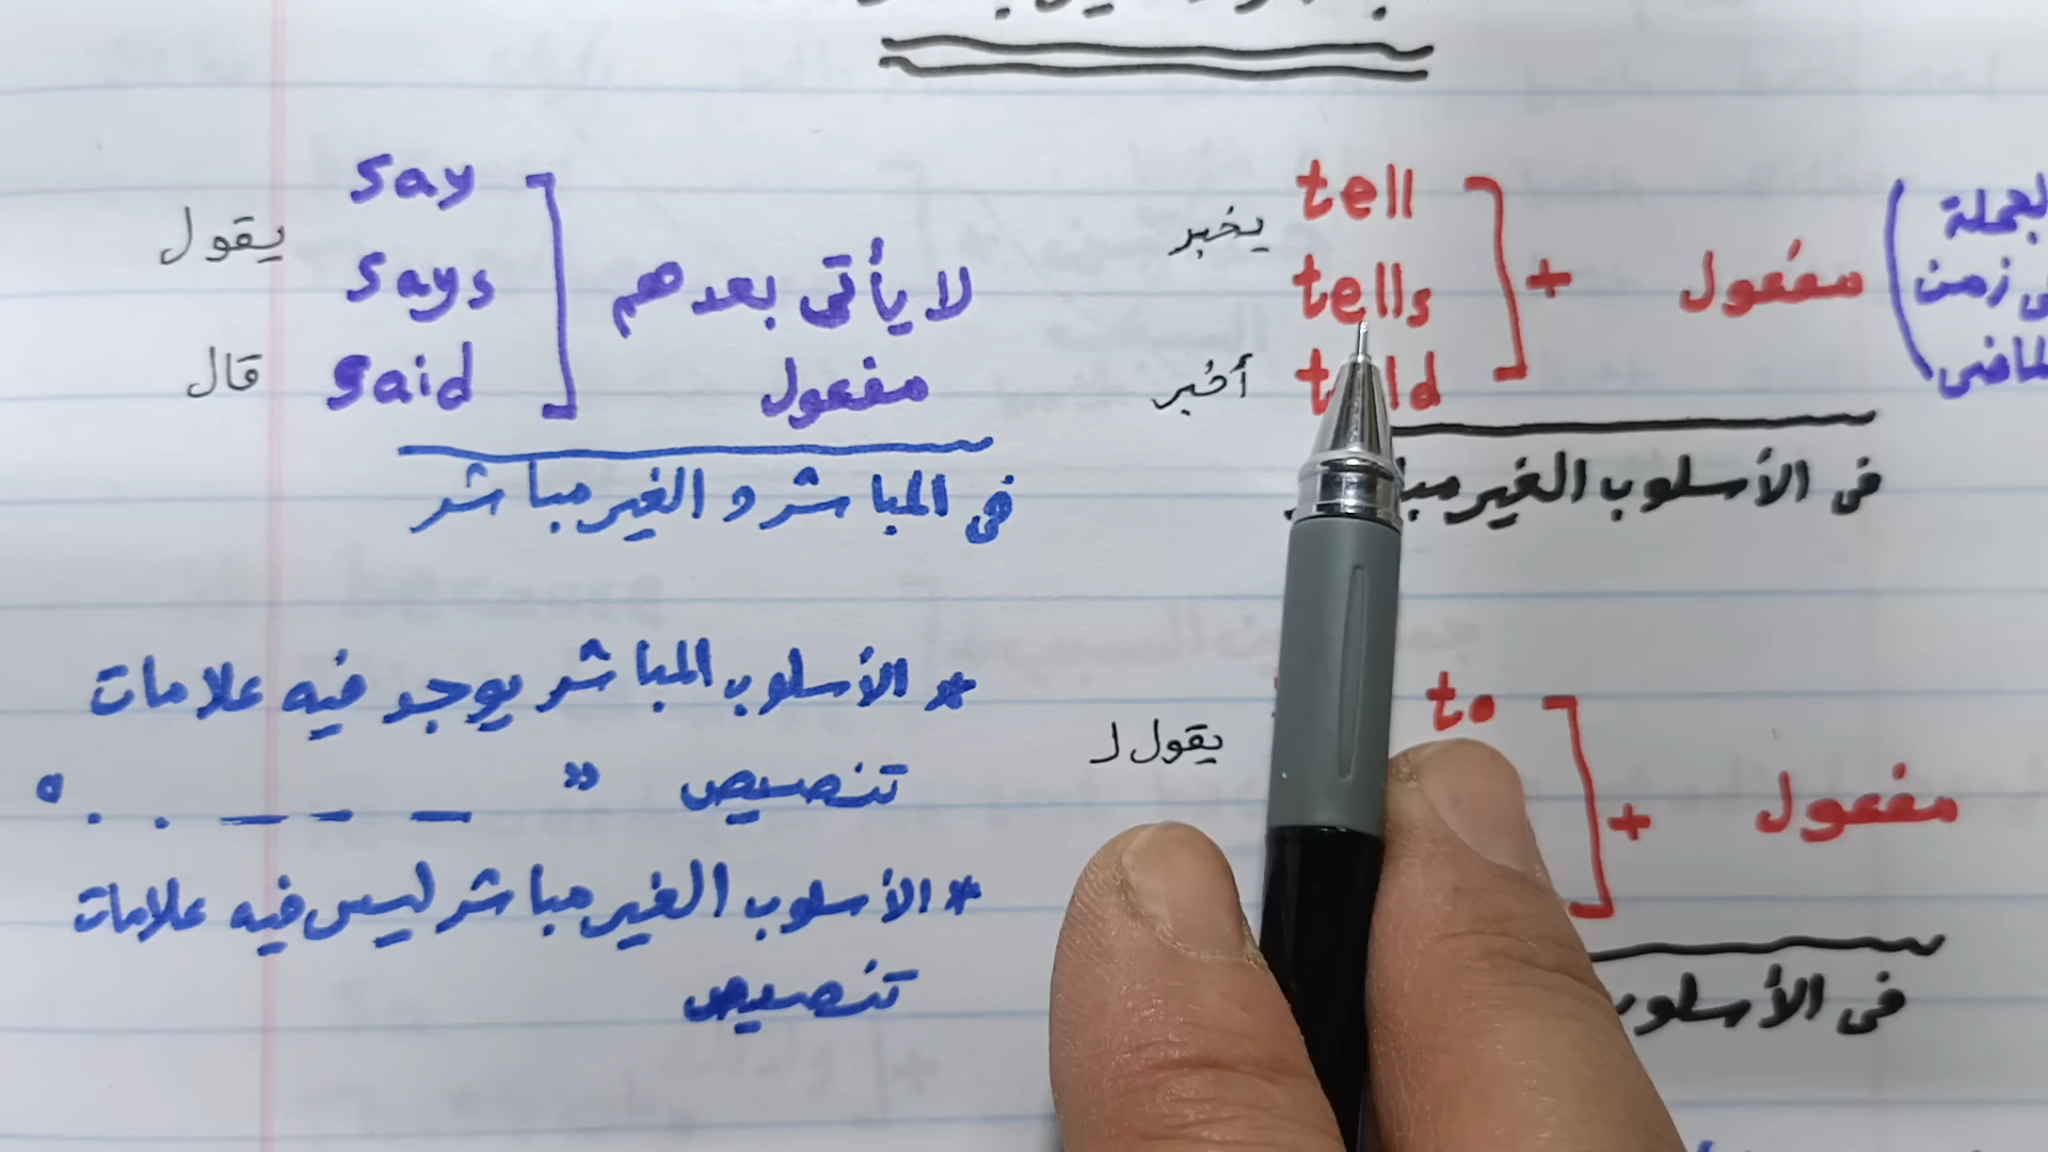 say
يقول
says
قال
said
لا يأتى بعدهم
مفعول
فى المباشر و الغير مباشر
tell
يخبر
tells
أخبر
+ مفعول
فى الأسلوب الغير
* الأسلوب المباشر يوجد فيه علامات
تنصيص
* الأسلوب الغير مباشر ليس فيه علامات
تنصيص
to
يقول لـ
+ مفعول
فى الأسلوب